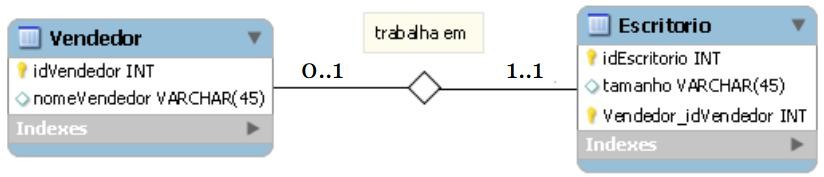 Vendedor
idVendedor INT
nomeVendedor VARCHAR(45)
Indexes
0..1
trabalha em
1..1
Escritorio
idEscritorio INT
tamanho VARCHAR(45)
Vendedor_idVendedor INT
Indexes